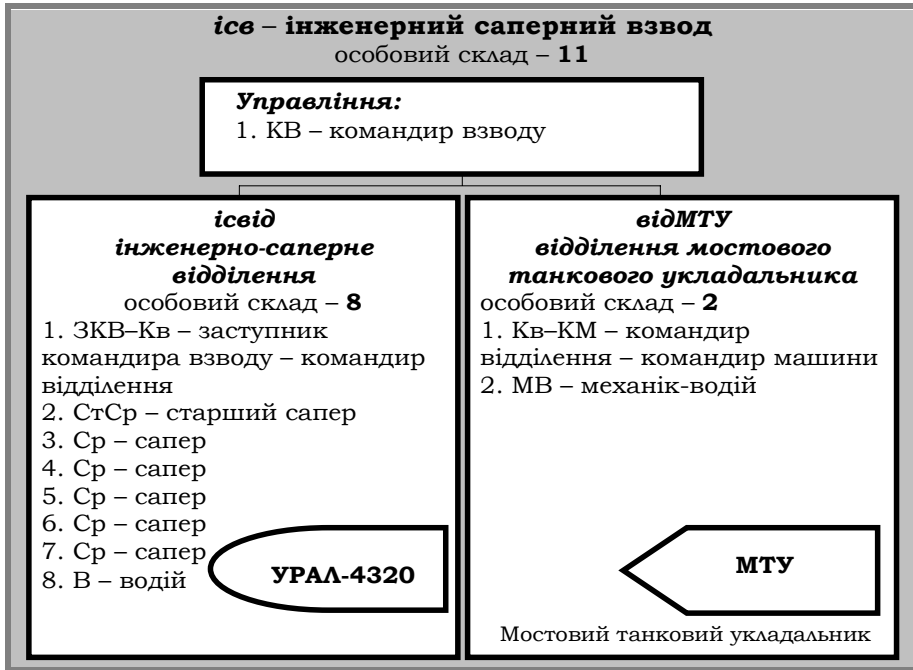 ісв – інженерний саперний взвод
особовий склад – 11
Управління:
1. КВ – командир взводу
ісвід
інженерно-саперне
відділення
особовий склад – 8
1. ЗКВ–Кв – заступник
командира взводу – командир
відділення
2. СтСр – старший сапер
3. Ср – сапер
4. Ср – сапер
5. Ср – сапер
6. Ср – сапер
7. Ср – сапер
8. В – водій
УРАЛ-4320
відМТУ
відділення мостового
танкового укладальника
особовий склад – 2
1. Кв–КМ – командир
відділення – командир машини
2. МВ – механік-водій
МТУ
Мостовий танковий укладальник